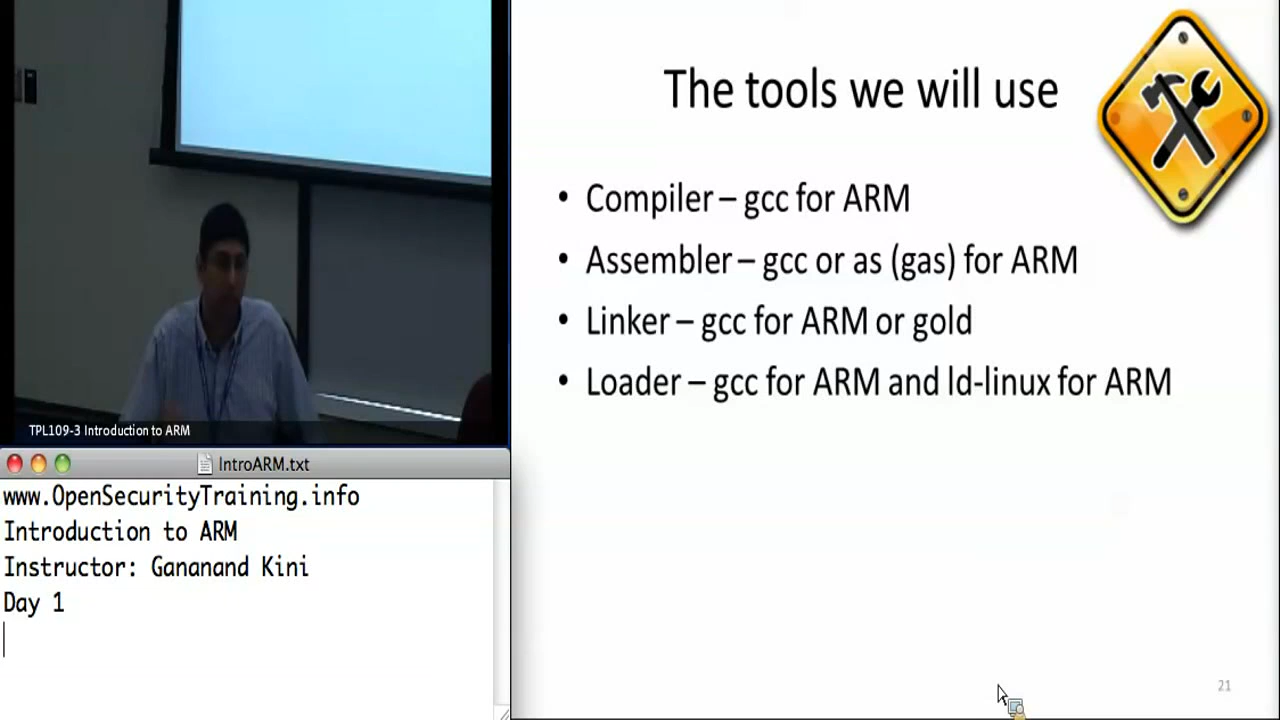 The tools we will use
• Compiler – gcc for ARM
• Assembler – gcc or as (gas) for ARM
• Linker – gcc for ARM or gold
• Loader – gcc for ARM and ld-linux for ARM
21
TPL109-3 Introduction to ARM
IntroARM.txt
www.OpenSecurityTraining.info
Introduction to ARM
Instructor: Gananand Kini
Day 1